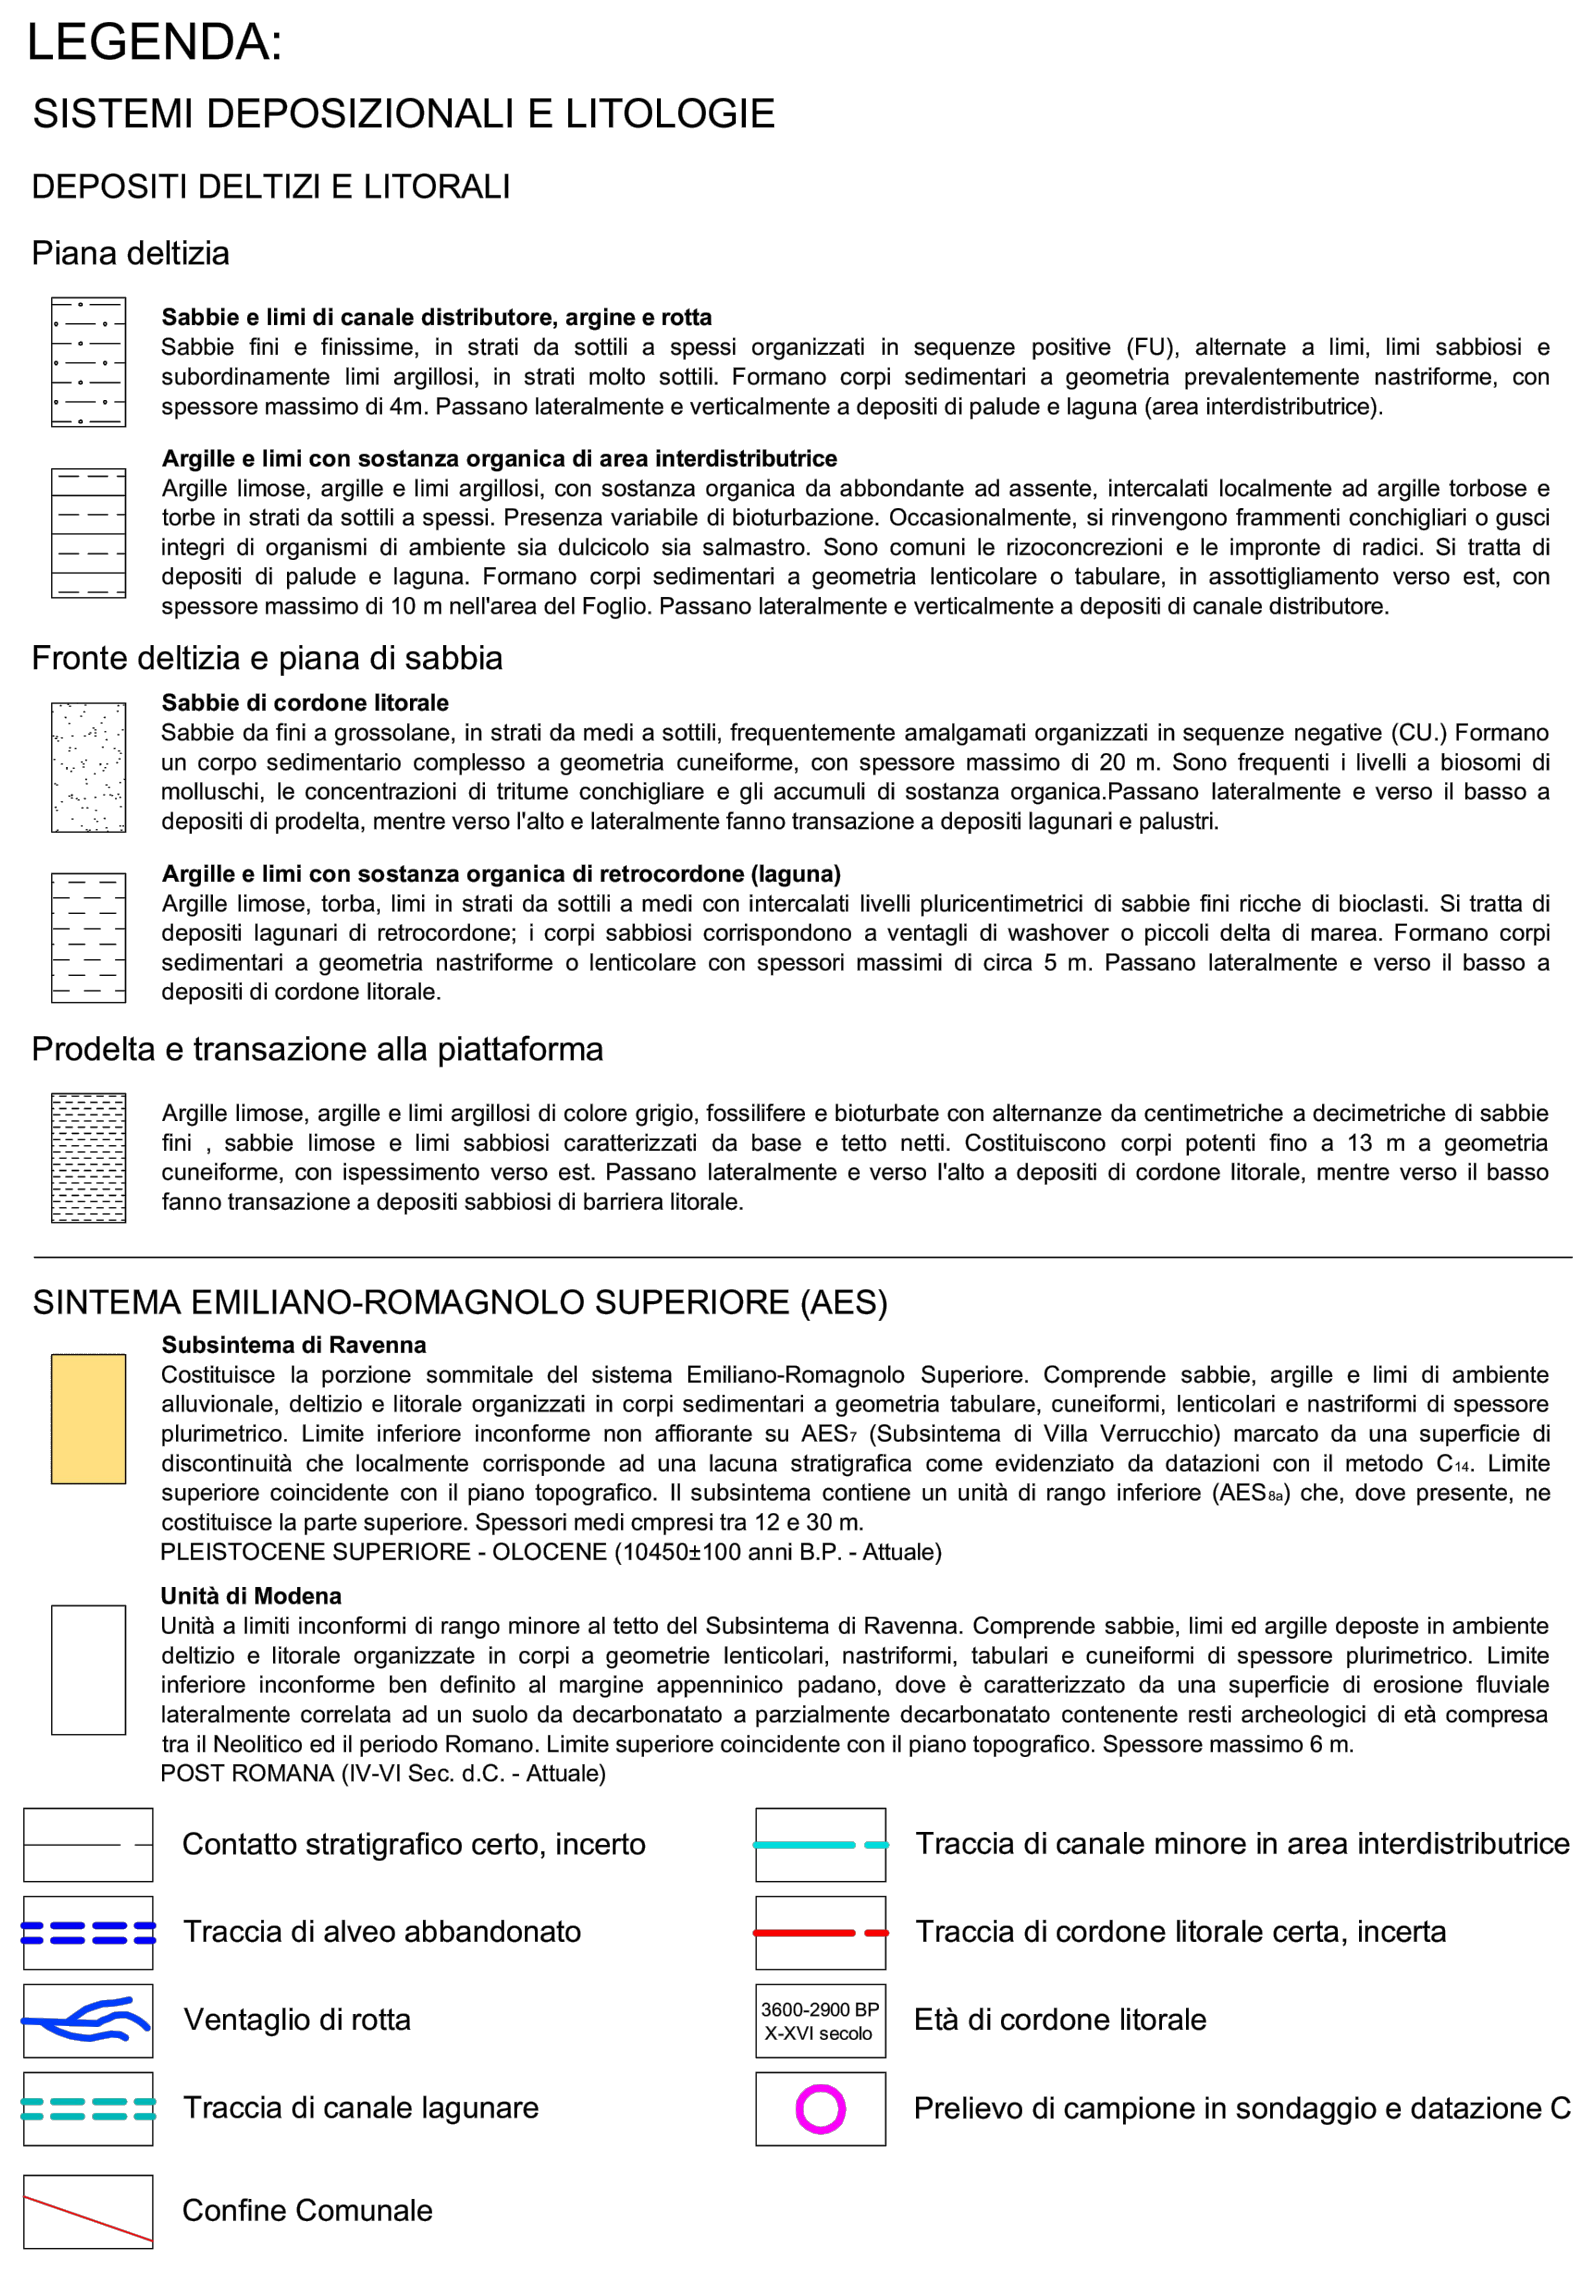 LEGENDA:
SISTEMI DEPOSIZIONALI E LITOLOGIE
DEPOSITI DELTIZI E LITORALI
Piana deltizia
Sabbie e limi di canale distributore, argine e rotta
Sabbie fini e finissime, in strati da sottili a spessi organizzati in sequenze positive (FU), alternate a limi, limi sabbiosi e
subordinamente limi argillosi, in strati molto sottili. Formano corpi sedimentari a geometria prevalentemente nastriforme, con
spessore massimo di 4m. Passano lateralmente e verticalmente a depositi di palude e laguna (area interdistributrice).
Argille e limi con sostanza organica di area interdistributrice
Argille limose, argille e limi argillosi, con sostanza organica da abbondante ad assente, intercalati localmente ad argille torbose e
torbe in strati da sottili a spessi. Presenza variabile di bioturbazione. Occasionalmente, si rinvengono frammenti conchigliari o gusci
integri di organismi di ambiente sia dulcicolo sia salmastro. Sono comuni le rizoconcrezioni e le impronte di radici. Si tratta di
depositi di palude e laguna. Formano corpi sedimentari a geometria lenticolare o tabulare, in assottigliamento verso est, con
spessore massimo di 10 m nell'area del Foglio. Passano lateralmente e verticalmente a depositi di canale distributore.
Fronte deltizia e piana di sabbia
Sabbie di cordone litorale
Sabbie da fini a grossolane, in strati da medi a sottili, frequentemente amalgamati organizzati in sequenze negative (CU.) Formano
un corpo sedimentario complesso a geometria cuneiforme, con spessore massimo di 20 m. Sono frequenti i livelli a biosomi di
molluschi, le concentrazioni di tritume conchigliare e gli accumuli di sostanza organica.Passano lateralmente e verso il basso a
depositi di prodelta, mentre verso l'alto e lateralmente fanno transazione a depositi lagunari e palustri.
Argille e limi con sostanza organica di retrocordone (laguna)
Argille limose, torba, limi in strati da sottili a medi con intercalati livelli pluricentimetrici di sabbie fini ricche di bioclasti. Si tratta di
depositi lagunari di retrocordone; i corpi sabbiosi corrispondono a ventagli di washover o piccoli delta di marea. Formano corpi
sedimentari a geometria nastriforme o lenticolare con spessori massimi di circa 5 m. Passano lateralmente e verso il basso a
depositi di cordone litorale.
Prodelta e transazione alla piattaforma
Argille limose, argille e limi argillosi di colore grigio, fossilifere e bioturbate con alternanze da centimetriche a decimetriche di sabbie
fini , sabbie limose e limi sabbiosi caratterizzati da base e tetto netti. Costituiscono corpi potenti fino a 13 m a geometria
cuneiforme, con ispessimento verso est. Passano lateralmente e verso l'alto a depositi di cordone litorale, mentre verso il basso
fanno transazione a depositi sabbiosi di barriera litorale.
SINTEMA EMILIANO-ROMAGNOLO SUPERIORE (AES)
Subsintema di Ravenna
Costituisce la porzione sommitale del sistema Emiliano-Romagnolo Superiore. Comprende sabbie, argille e limi di ambiente
alluvionale, deltizio e litorale organizzati in corpi sedimentari a geometria tabulare, cuneiformi, lenticolari e nastriformi di spessore
plurimetrico. Limite inferiore inconforme non affiorante su AES7 (Subsintema di Villa Verrucchio) marcato da una superficie di
discontinuità che localmente corrisponde ad una lacuna stratigrafica come evidenziato da datazioni con il metodo C14. Limite
superiore coincidente con il piano topografico. Il subsintema contiene un unità di rango inferiore (AES8a) che, dove presente, ne
costituisce la parte superiore. Spessori medi cmpresi tra 12 e 30 m.
PLEISTOCENE SUPERIORE - OLOCENE (10450±100 anni B.P. - Attuale)
Unità di Modena
Unità a limiti inconformi di rango minore al tetto del Subsintema di Ravenna. Comprende sabbie, limi ed argille deposte in ambiente
deltizio e litorale organizzate in corpi a geometrie lenticolari, nastriformi, tabulari e cuneiformi di spessore plurimetrico. Limite
inferiore inconforme ben definito al margine appenninico padano, dove è caratterizzato da una superficie di erosione fluviale
lateralmente correlata ad un suolo da decarbonatato a parzialmente decarbonatato contenente resti archeologici di età compresa
tra il Neolitico ed il periodo Romano. Limite superiore coincidente con il piano topografico. Spessore massimo 6 m.
POST ROMANA (IV-VI Sec. d.C. - Attuale)
Contatto stratigrafico certo, incerto
Traccia di canale minore in area interdistributrice
Traccia di alveo abbandonato
Traccia di cordone litorale certa, incerta
Ventaglio di rotta
3600-2900 BP
X-XVI secolo
Età di cordone litorale
Traccia di canale lagunare
Prelievo di campione in sondaggio e datazione C
Confine Comunale